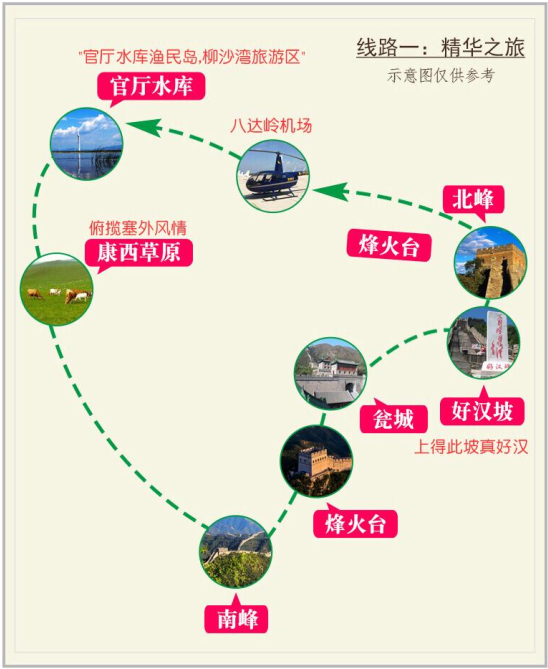 线路一：精华之旅
示意图仅供参考
"官厅水库渔民岛,柳沙湾旅游区"
官厅水库
八达岭机场
北峰
烽火台
俯揽塞外风情
康西草原
瓮城
好汉坡
上得此坡真好汉
烽火台
南峰